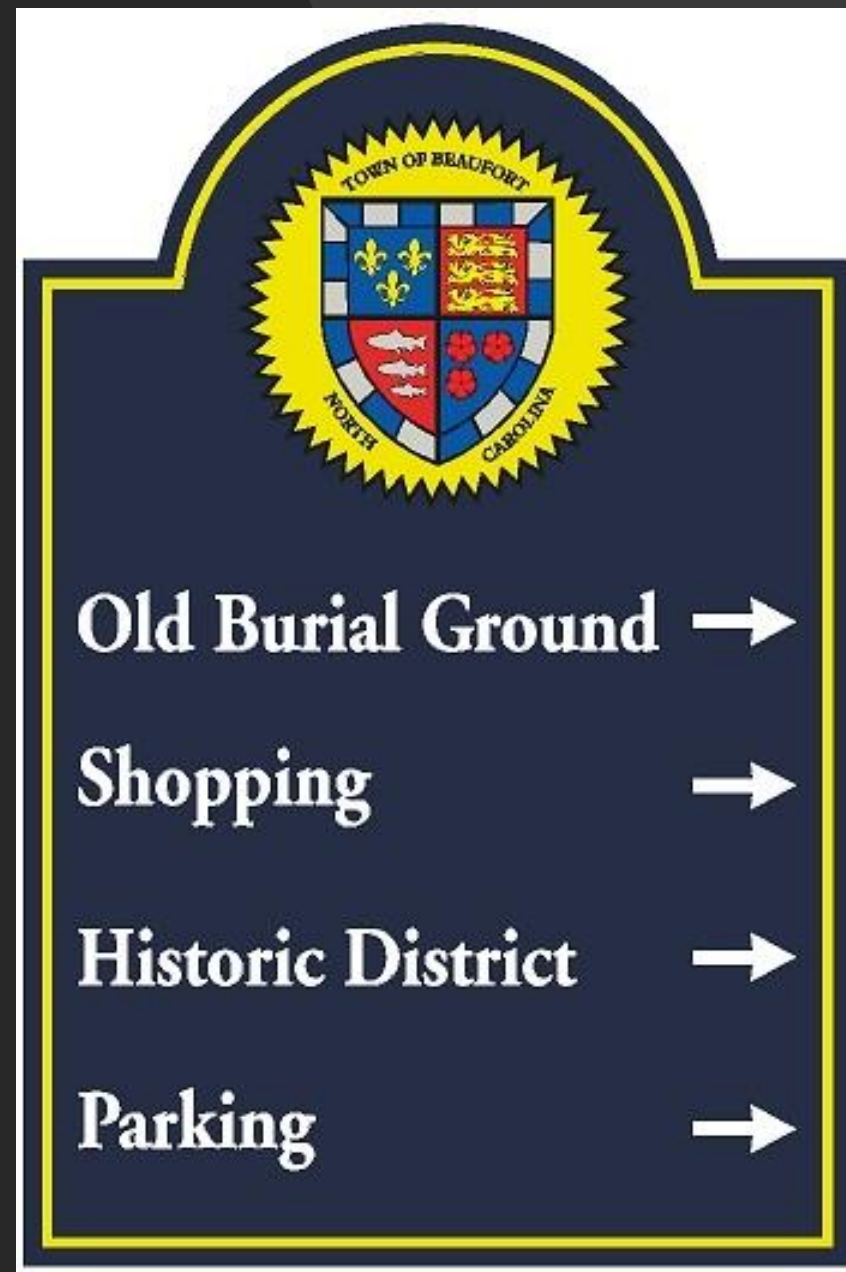 TOWN OF BEAUFORT
NORTH CAROLINA
Old Burial Ground
Shopping
Historic District
Parking